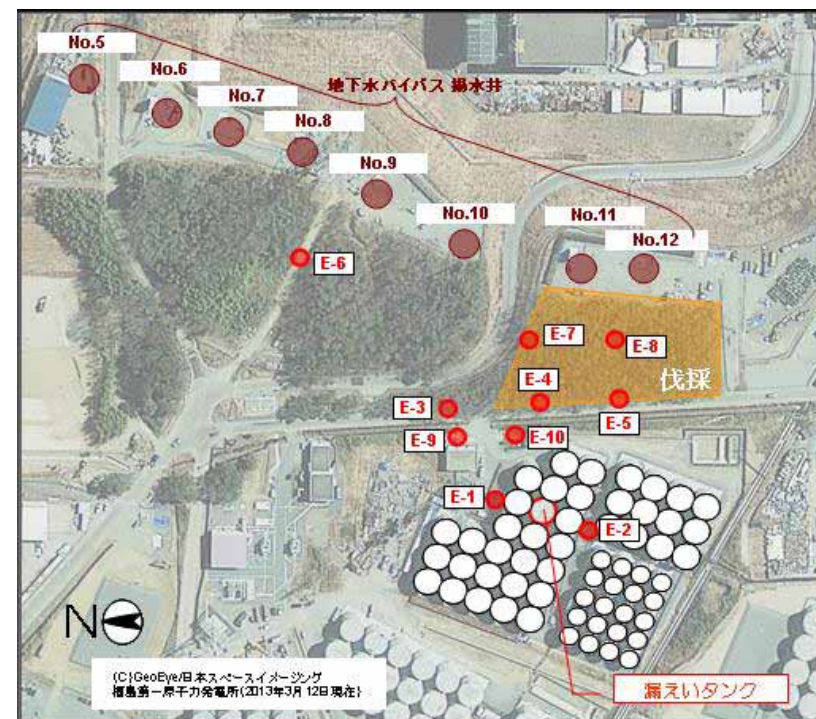 No.5
No.6
No.7
地下水バイパス 揚水井
No.8
No.9
No.10
No.11
No.12
E-6
E-7
E-8
伐採
E-4
E-3
E-5
E-9
E-10
E-1
E-2
N
(C)GeoEye/日本スペースイメージング
福島第一原子力発電所(2013年3月12日現在)
漏えいタンク